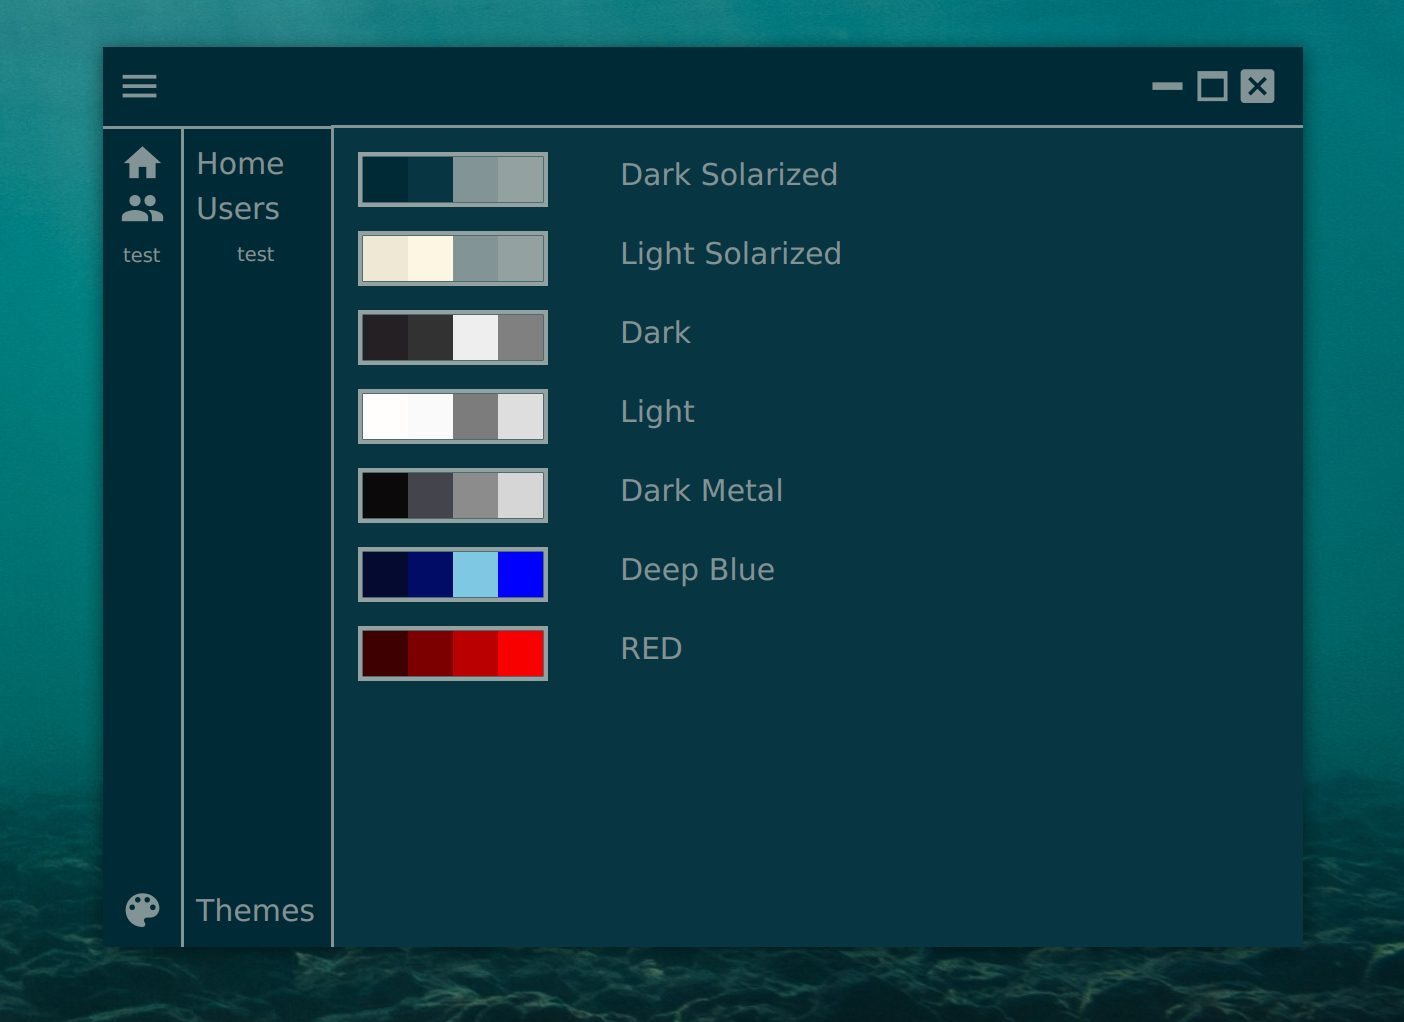 Home
Users
test
test
Themes
Dark Solarized
Light Solarized
Dark
Light
Dark Metal
Deep Blue
RED